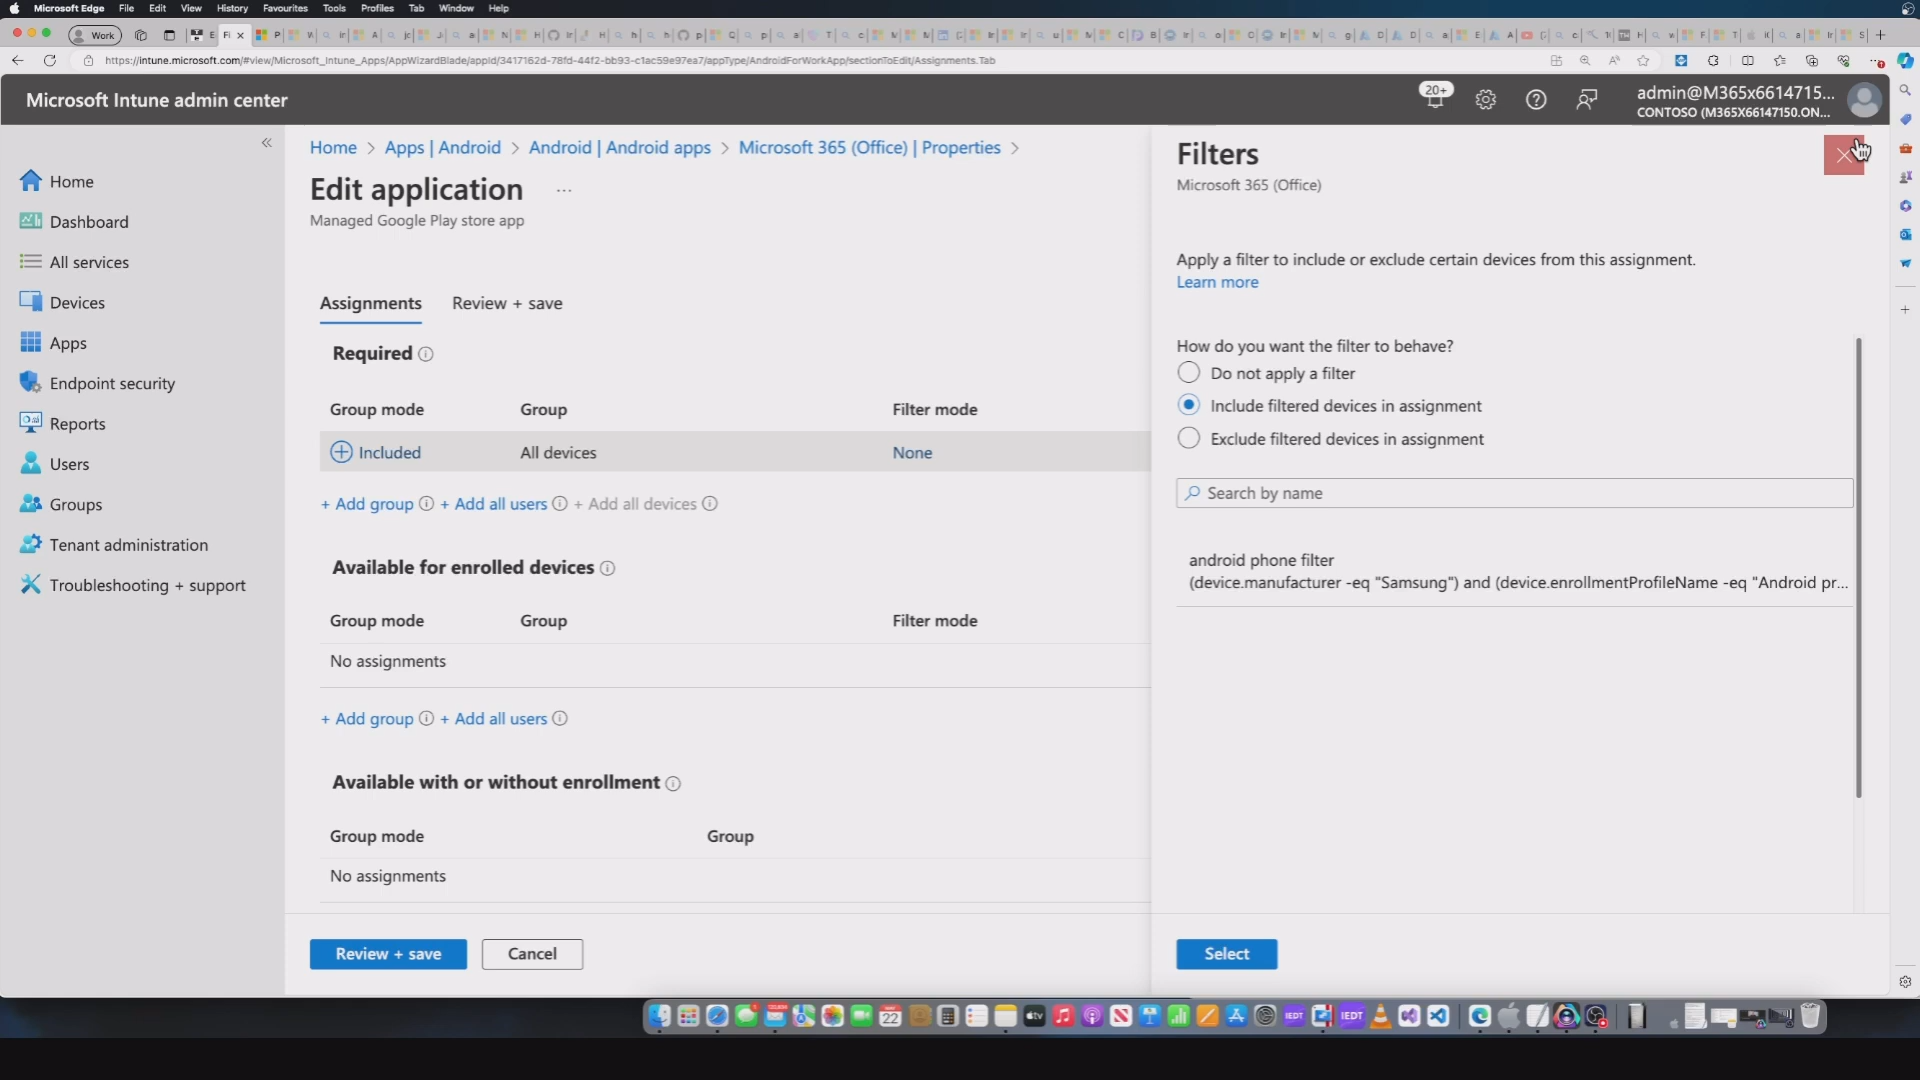 Microsoft Edge File Edit View History Favourites Tools Profiles Tab Window Help
Work
https://intune.microsoft.com/#view/Microsoft_Intune_Apps/AppWizardBlade/appId/3417162d-78fd-44f2-bb93-c1ac59e97ea7/appType/AndroidForWorkApp/sectionToEdit/Assignments.Tab
Microsoft Intune admin center
20+
admin@M365x6614715...
CONTOSO (M365X66147150.ON...
Home
Dashboard
All services
Devices
Apps
Endpoint security
Reports
Users
Groups
Tenant administration
Troubleshooting + support
Home > Apps | Android > Android | Android apps > Microsoft 365 (Office) | Properties >
Edit application ...
Managed Google Play store app
Assignments Review + save
Required
Group mode Group Filter mode
Included All devices None
+ Add group + Add all users + Add all devices
Available for enrolled devices
Group mode Group Filter mode
No assignments
+ Add group + Add all users
Available with or without enrollment
Group mode Group
No assignments
Review + save Cancel
Filters
Microsoft 365 (Office)
Apply a filter to include or exclude certain devices from this assignment.
Learn more
How do you want the filter to behave?
Do not apply a filter
Include filtered devices in assignment
Exclude filtered devices in assignment
Search by name
android phone filter
(device.manufacturer -eq "Samsung") and (device.enrollmentProfileName -eq "Android pr...
Select
22
tv
IEDT
IEDT